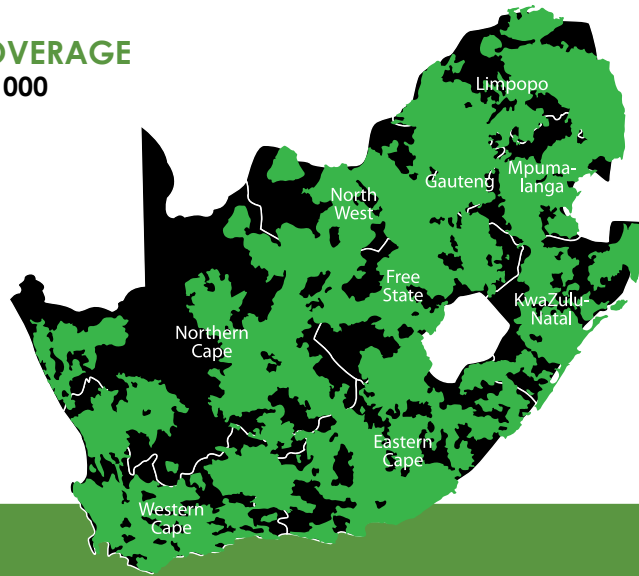 OVERAGE
000
Limpopo
Mpuma-
langa
Gauteng
North
West
Free
State
KwaZulu-
Natal
Northern
Cape
Eastern
Cape
Western
Cape